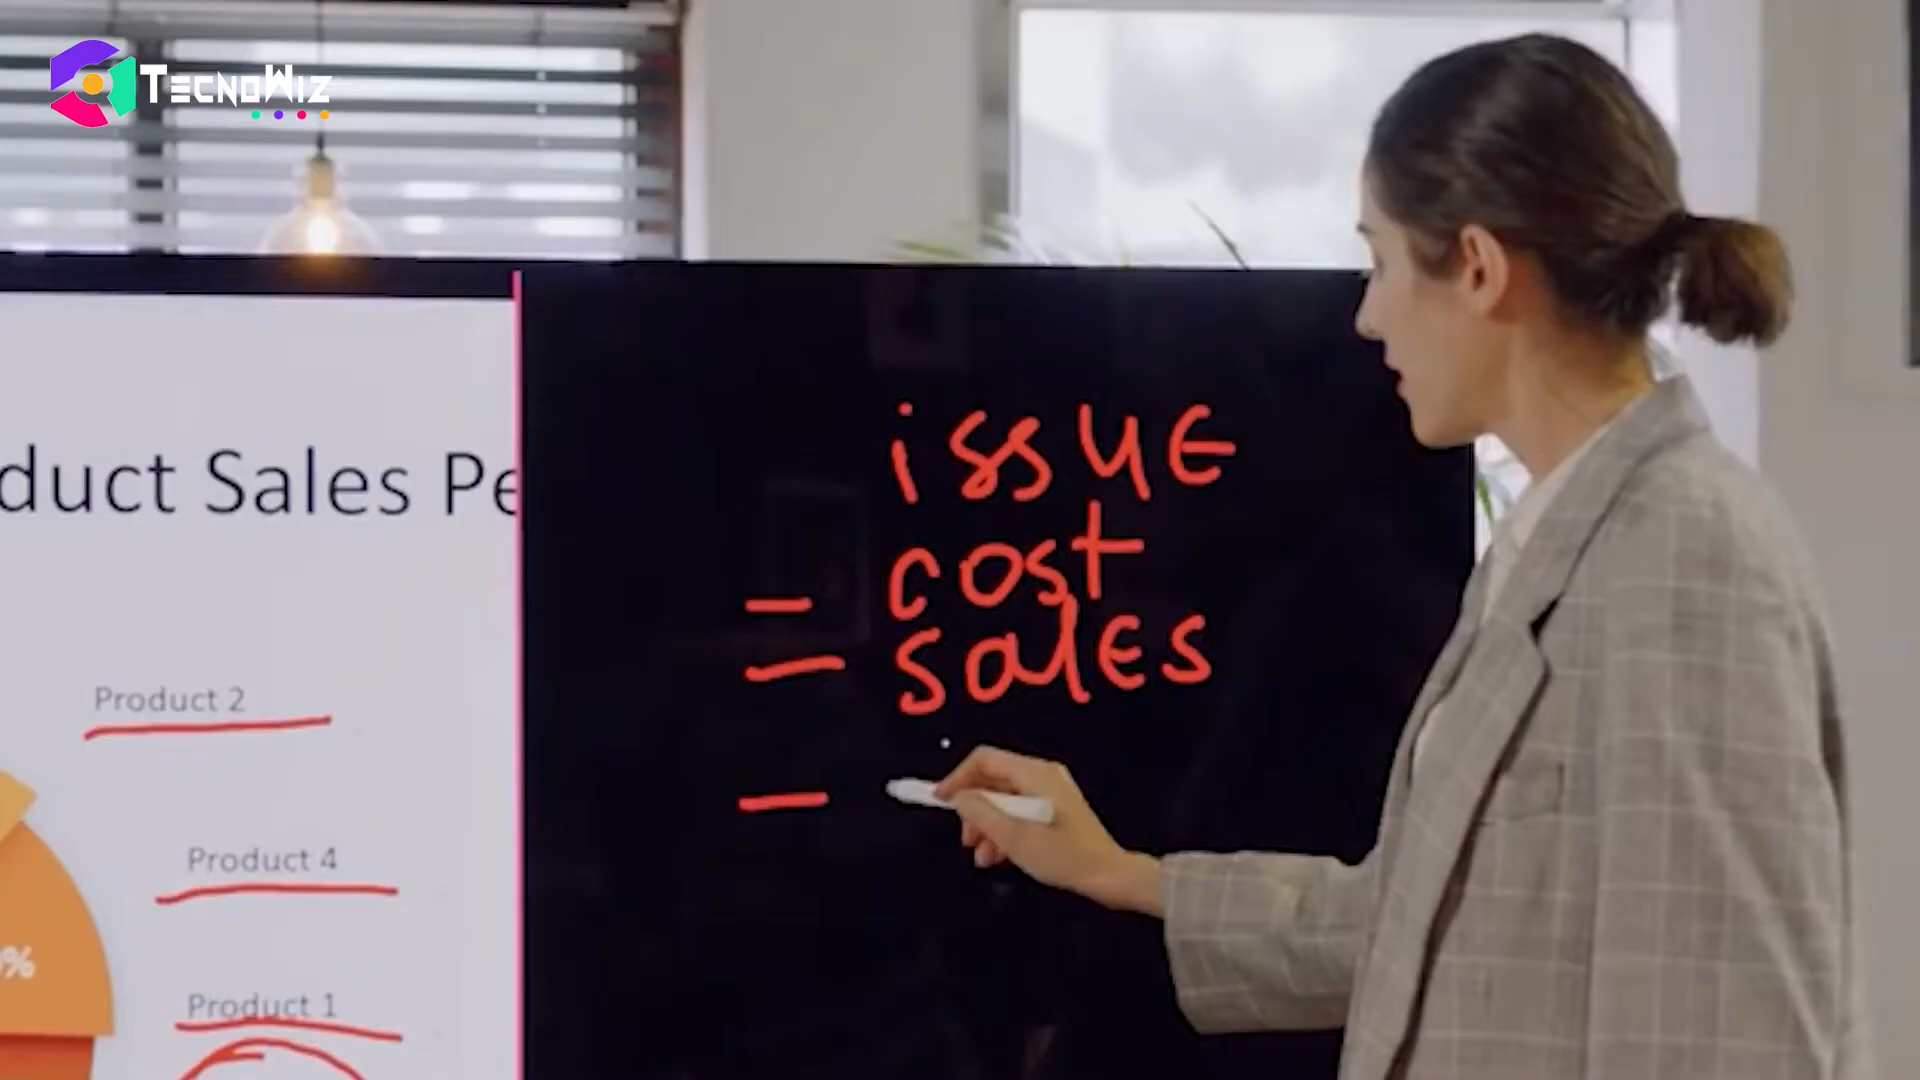 TECNOWIZ
duct Sales Pe
Product 2
Product 4
%
Product 1
issue
- cost
- sales
-